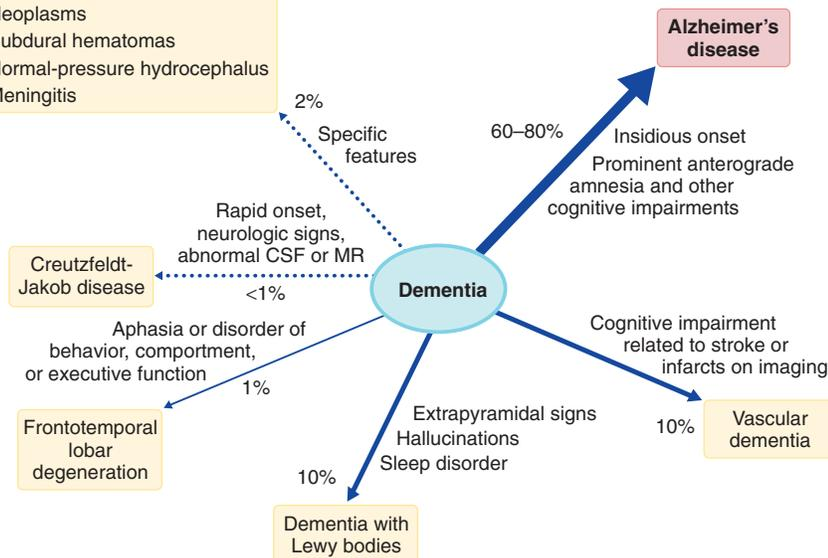 eoplasms
ubdural hematomas
ormal-pressure hydrocephalus
eningitis
2%
Specific
features
Alzheimer's
disease
60–80%
Insidious onset
Prominent anterograde
amnesia and other
cognitive impairments
Rapid onset,
neurologic signs,
abnormal CSF or MR
<1%
Creutzfeldt-
Jakob disease
Dementia
Aphasia or disorder of
behavior, comportment,
or executive function
1%
Frontotemporal
lobar
degeneration
Extrapyramidal signs
Hallucinations
Sleep disorder
10%
Dementia with
Lewy bodies
Cognitive impairment
related to stroke or
infarcts on imaging
10%
Vascular
dementia